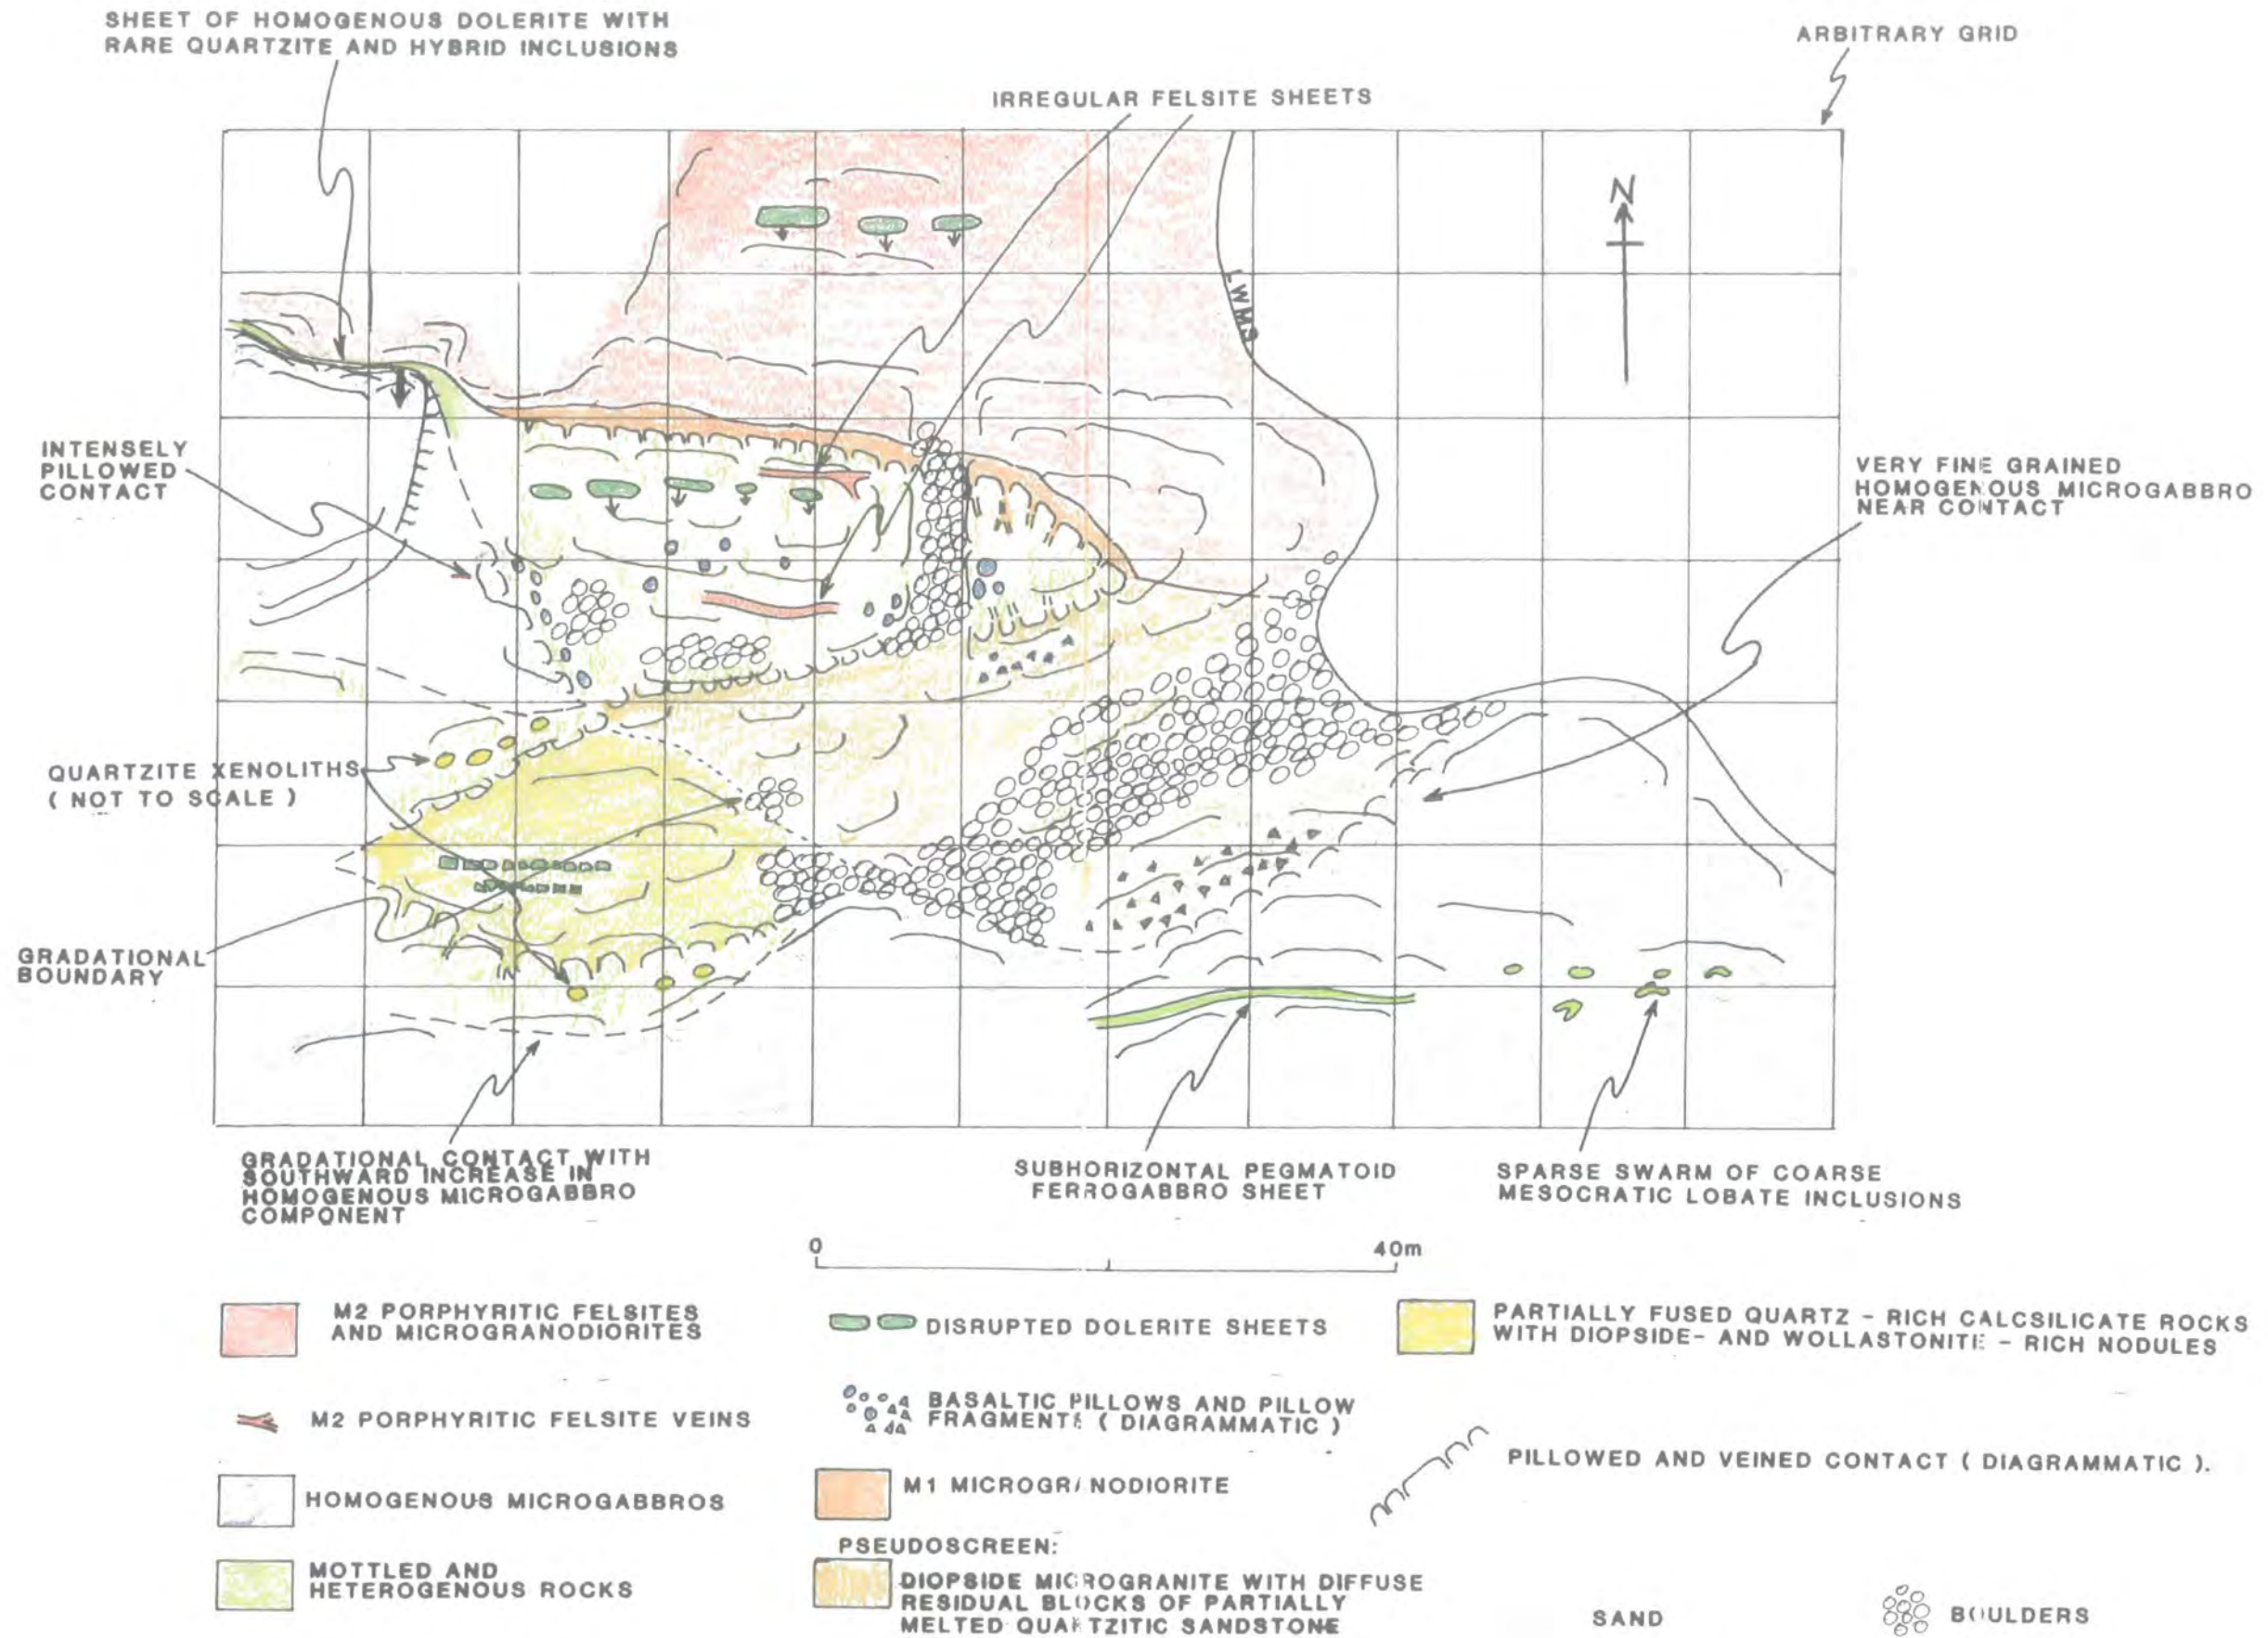 SHEET OF HOMOGENOUS DOLERITE WITH
RARE QUARTZITE AND HYBRID INCLUSIONS
ARBITRARY GRID
IRREGULAR FELSITE SHEETS
N
LWMS
INTENSELY
PILLOWED
CONTACT
VERY FINE GRAINED
HOMOGENOUS MICROGABBRO
NEAR CONTACT
QUARTZITE XENOLITHS
( NOT TO SCALE )
GRADATIONAL
BOUNDARY
GRADATIONAL CONTACT WITH
SOUTHWARD INCREASE IN
HOMOGENOUS MICROGABBRO
COMPONENT
SUBHORIZONTAL PEGMATOID
FERROGABBRO SHEET
SPARSE SWARM OF COARSE
MESOCRATIC LOBATE INCLUSIONS
0 40m
M2 PORPHYRITIC FELSITES
AND MICROGRANODIORITES
M2 PORPHYRITIC FELSITE VEINS
HOMOGENOUS MICROGABBROS
MOTTLED AND
HETEROGENOUS ROCKS
DISRUPTED DOLERITE SHEETS
BASALTIC PILLOWS AND PILLOW
FRAGMENTS ( DIAGRAMMATIC )
M1 MICROGRANODIORITE
PSEUDOSCREEN:
DIOPSIDE MICROGRANITE WITH DIFFUSE
RESIDUAL BLOCKS OF PARTIALLY
MELTED QUARTZITIC SANDSTONE
PARTIALLY FUSED QUARTZ - RICH CALCSILICATE ROCKS
WITH DIOPSIDE- AND WOLLASTONITE - RICH NODULES
PILLOWED AND VEINED CONTACT ( DIAGRAMMATIC ).
SAND
BOULDERS